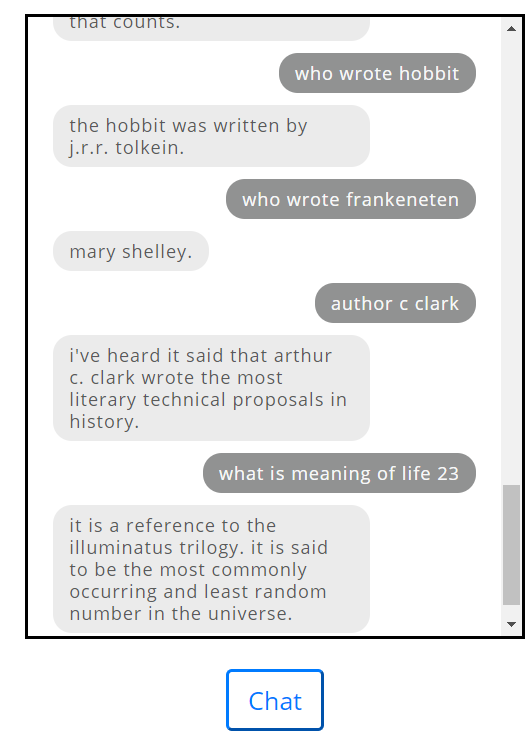 that counts.
who wrote hobbit
the hobbit was written by
j.r.r. tolkein.
who wrote frankeneten
mary shelley.
author c clark
i've heard it said that arthur
c. clark wrote the most
literary technical proposals in
history.
what is meaning of life 23
it is a reference to the
illuminatus trilogy. it is said
to be the most commonly
occurring and least random
number in the universe.
Chat